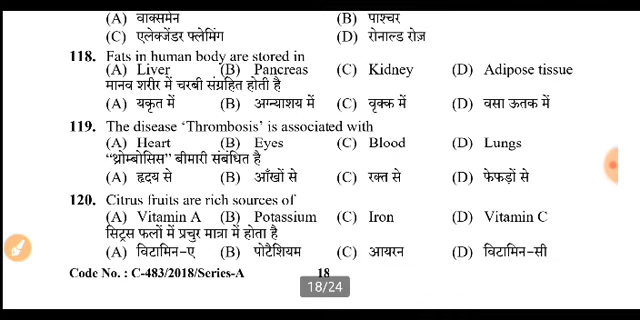 (A) वाक्समेन (B) पाश्चर
(C) एलेक्जेंडर फ्लेमिंग (D) रोनाल्ड रोज़
118. Fats in human body are stored in
(A) Liver (B) Pancreas (C) Kidney (D) Adipose tissue
मानव शरीर में चरबी संग्रहित होती है
(A) यकृत में (B) अग्न्याशय में (C) वृक्क में (D) वसा ऊतक में
119. The disease ‘Thrombosis’ is associated with
(A) Heart (B) Eyes (C) Blood (D) Lungs
“थ्रोम्बोसिस” बीमारी संबंधित है
(A) हृदय से (B) आँखों से (C) रक्त से (D) फेफड़ों से
120. Citrus fruits are rich sources of
(A) Vitamin A (B) Potassium (C) Iron (D) Vitamin C
सिट्रस फलों में प्रचुर मात्रा में होता है
(A) विटामिन-ए (B) पोटैशियम (C) आयरन (D) विटामिन-सी
Code No. : C-483/2018/Series-A 18
18/24